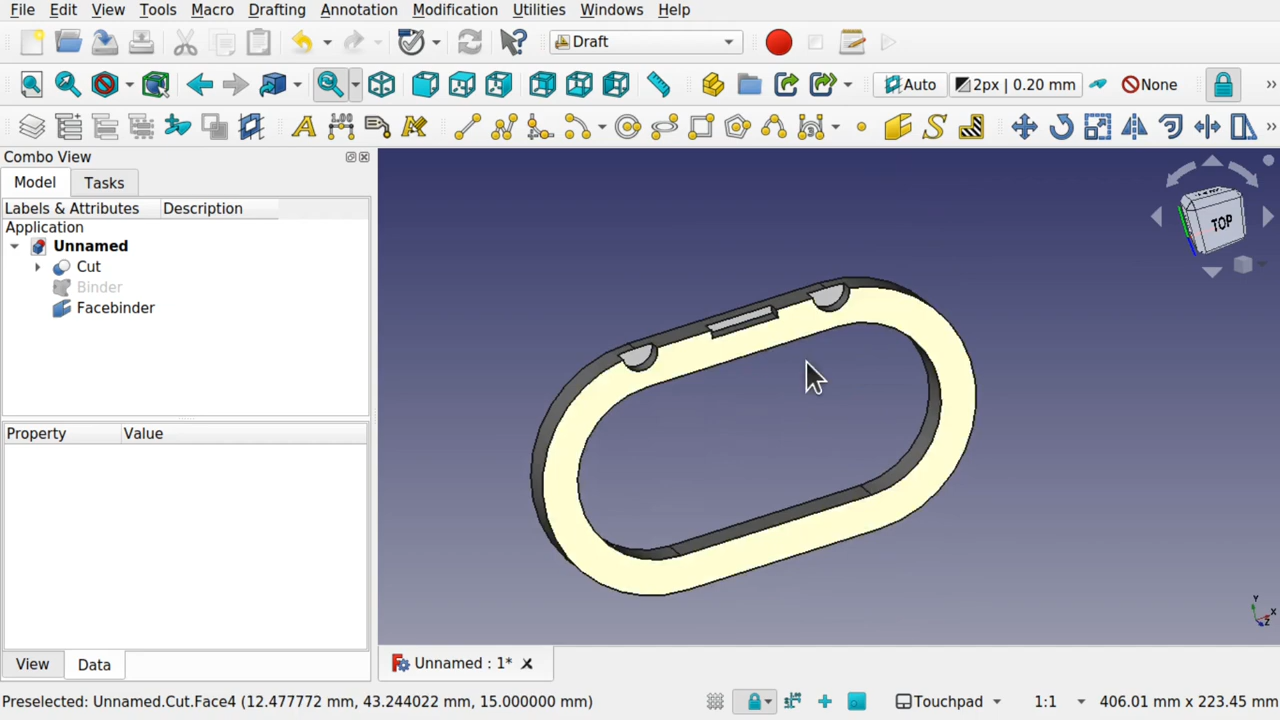 File Edit View Tools Macro Drafting Annotation Modification Utilities Windows Help
Draft
Auto 2px | 0.20 mm None »
A 1.00 A S »
Combo View
Model Tasks
Labels & Attributes Description
Application
Unnamed
Cut
Binder
Facebinder
TOP
Property Value
Y
X
Z
View Data
Unnamed : 1*
Preselected: Unnamed.Cut.Face4 (12.477772 mm, 43.244022 mm, 15.000000 mm) Touchpad 1:1 406.01 mm x 223.45 mm